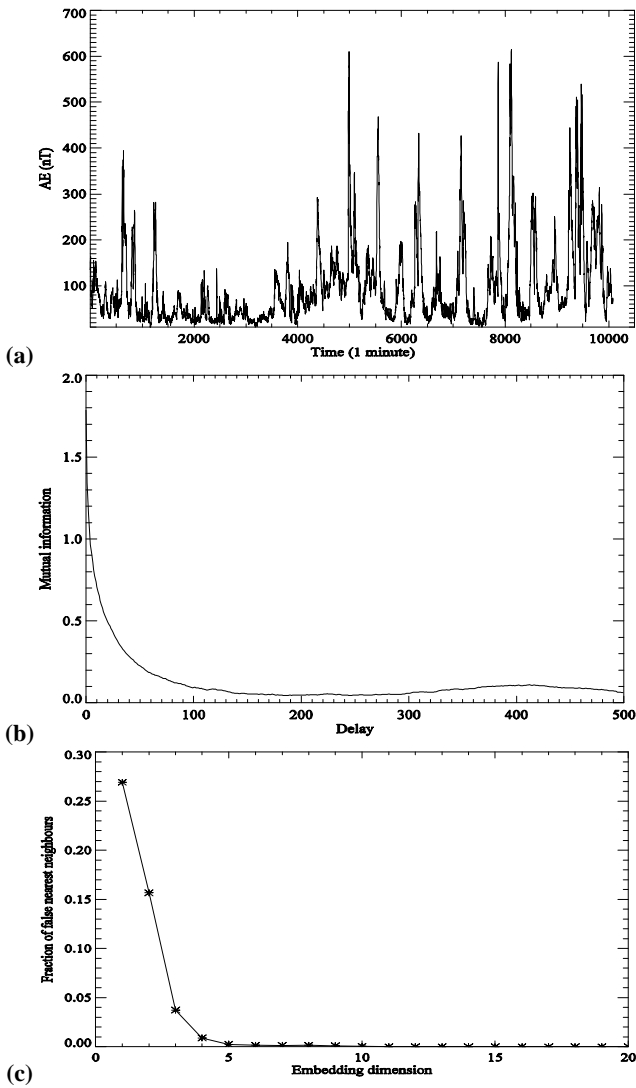 700
600
500
400
300
200
100
AE (nT)
2000 4000 6000 8000 10000
Time (1 minute)
(a)
2.0
1.5
1.0
0.5
0.0
Mutual information
0 100 200 300 400 500
Delay
(b)
0.30
0.25
0.20
0.15
0.10
0.05
0.00
Fraction of false nearest neighbours
0 5 10 15 20
Embedding dimension
(c)